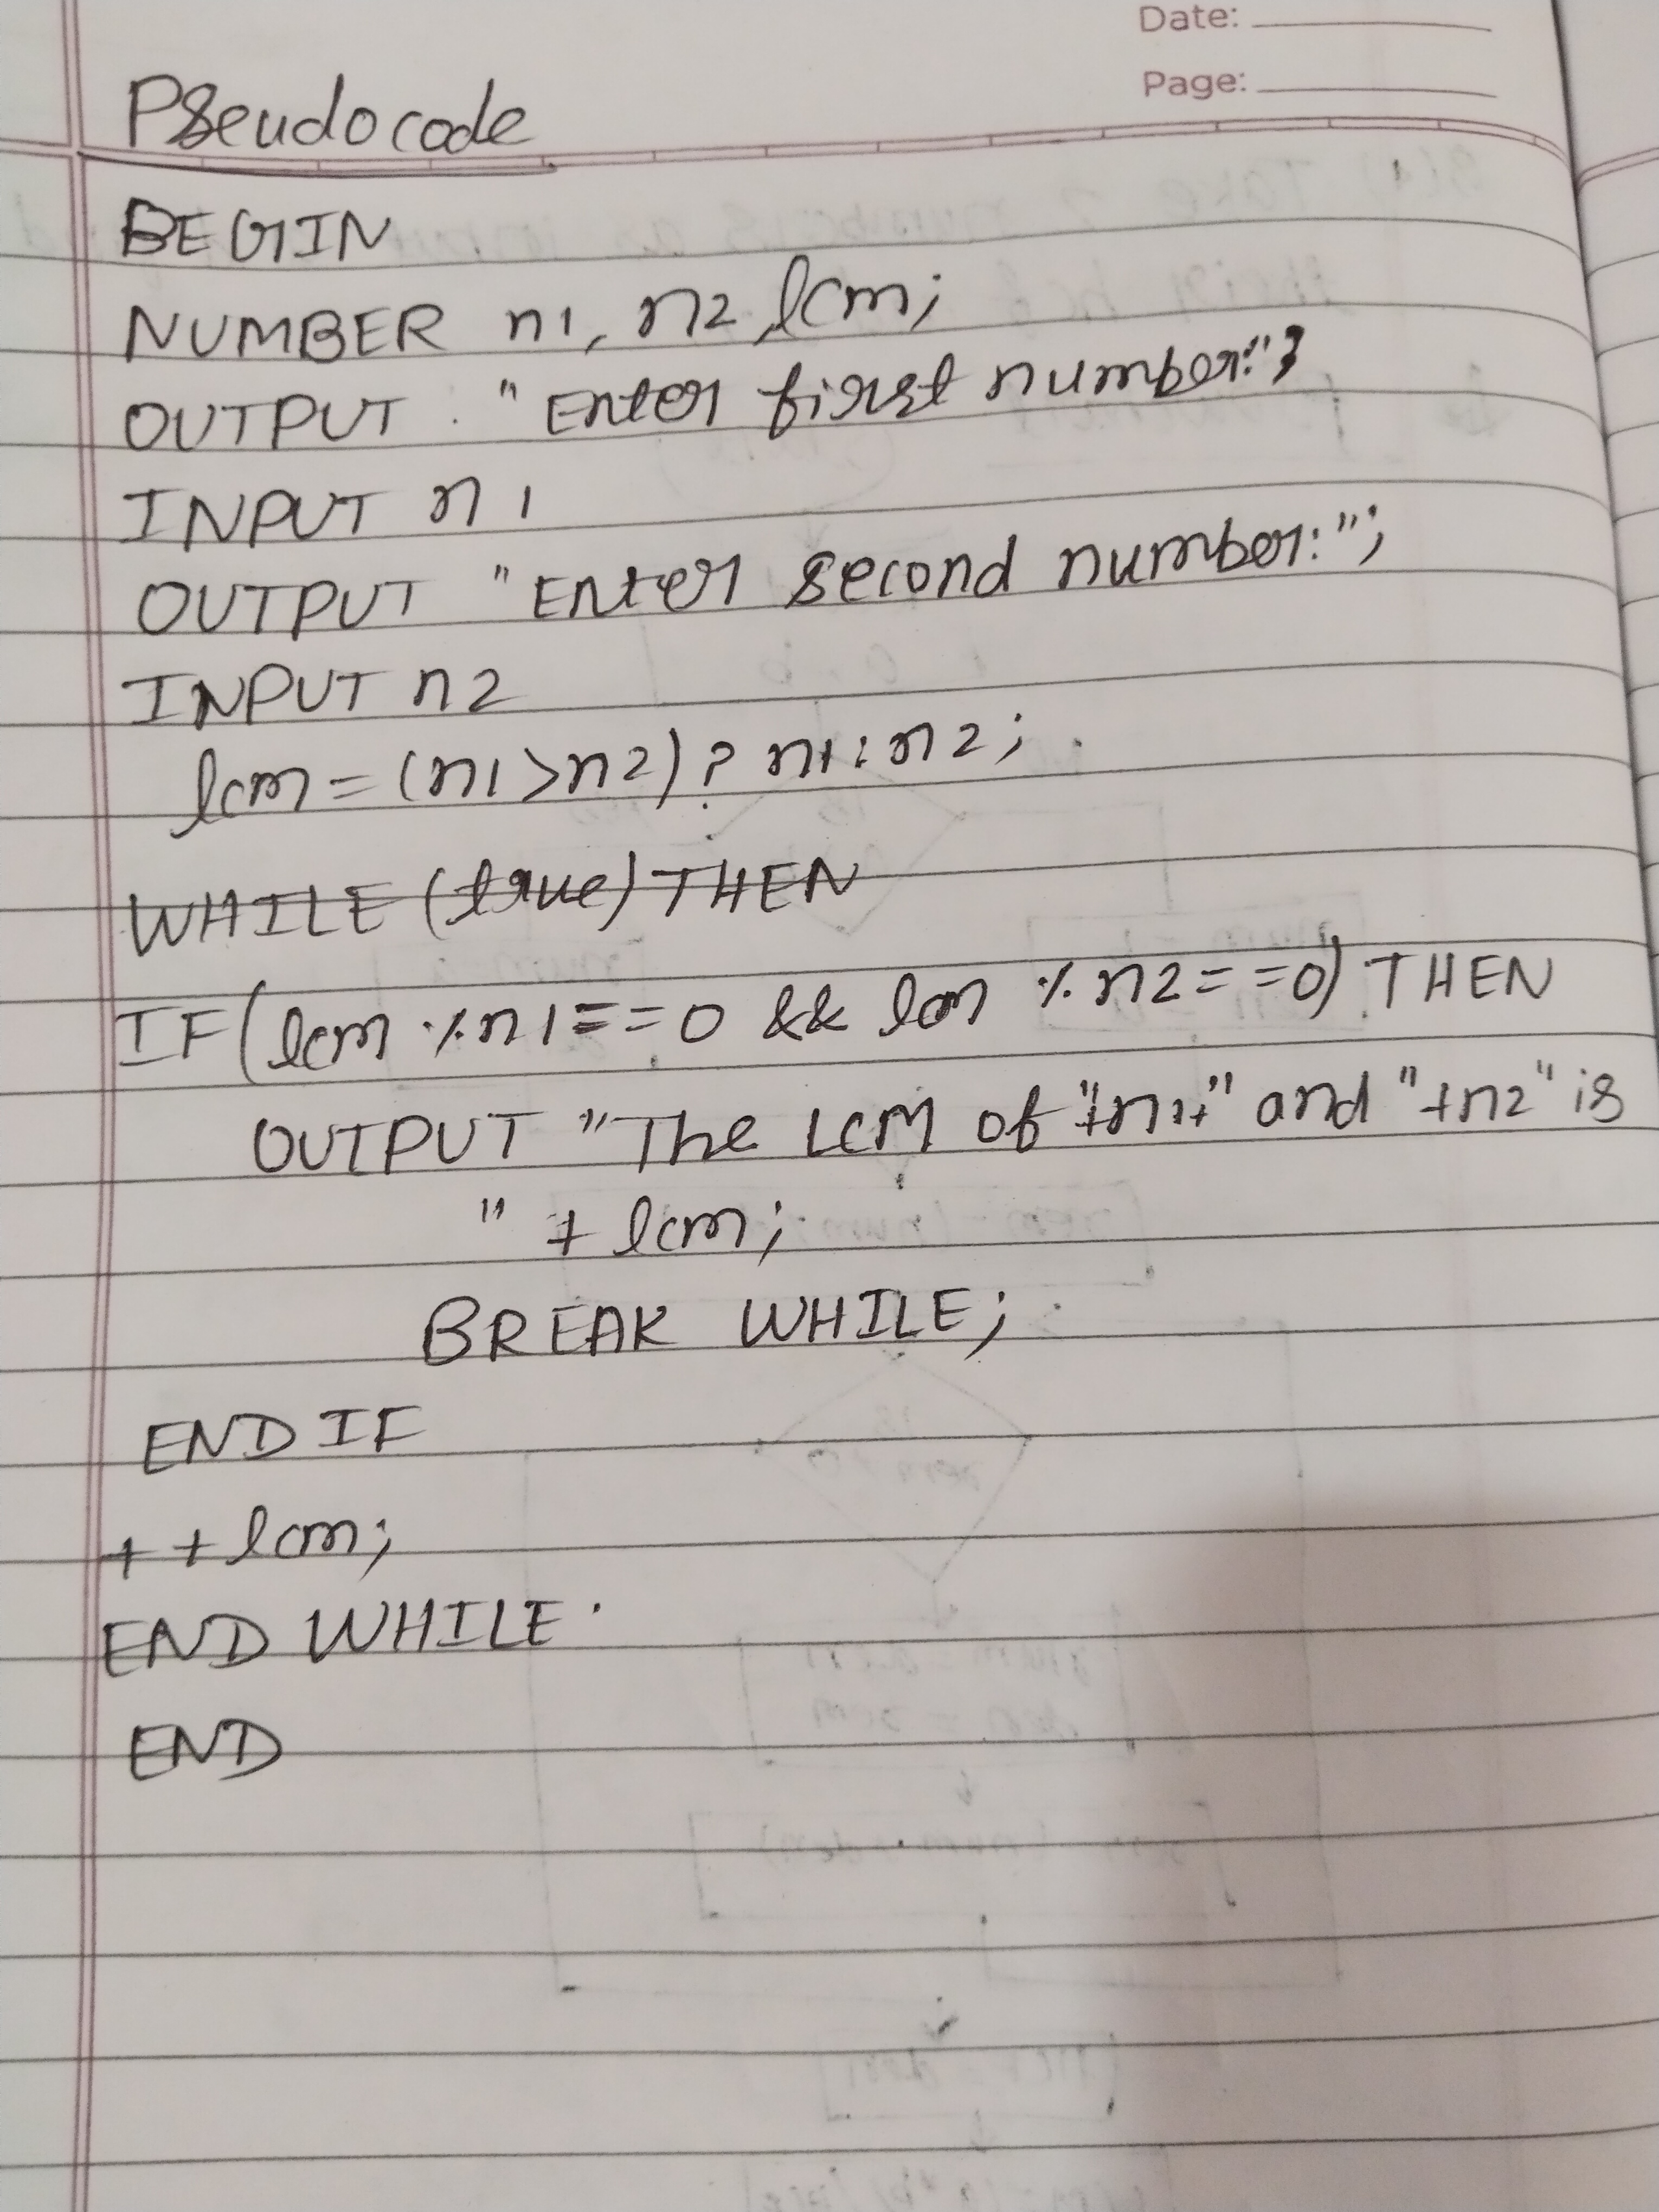 Date:
Page:
Pseudocode
BEGIN
NUMBER n1, n2, lcm;
OUTPUT "Enter first number:";
INPUT n1
OUTPUT "Enter second number:";
INPUT n2
lcm = (n1>n2) ? n1 : n2;
WHILE (true) THEN
IF (lcm % n1 == 0 && lcm % n2 == 0) THEN
OUTPUT "The LCM of "+n1+" and "+n2" is
" + lcm;
BREAK WHILE;
END IF
++lcm;
END WHILE
END